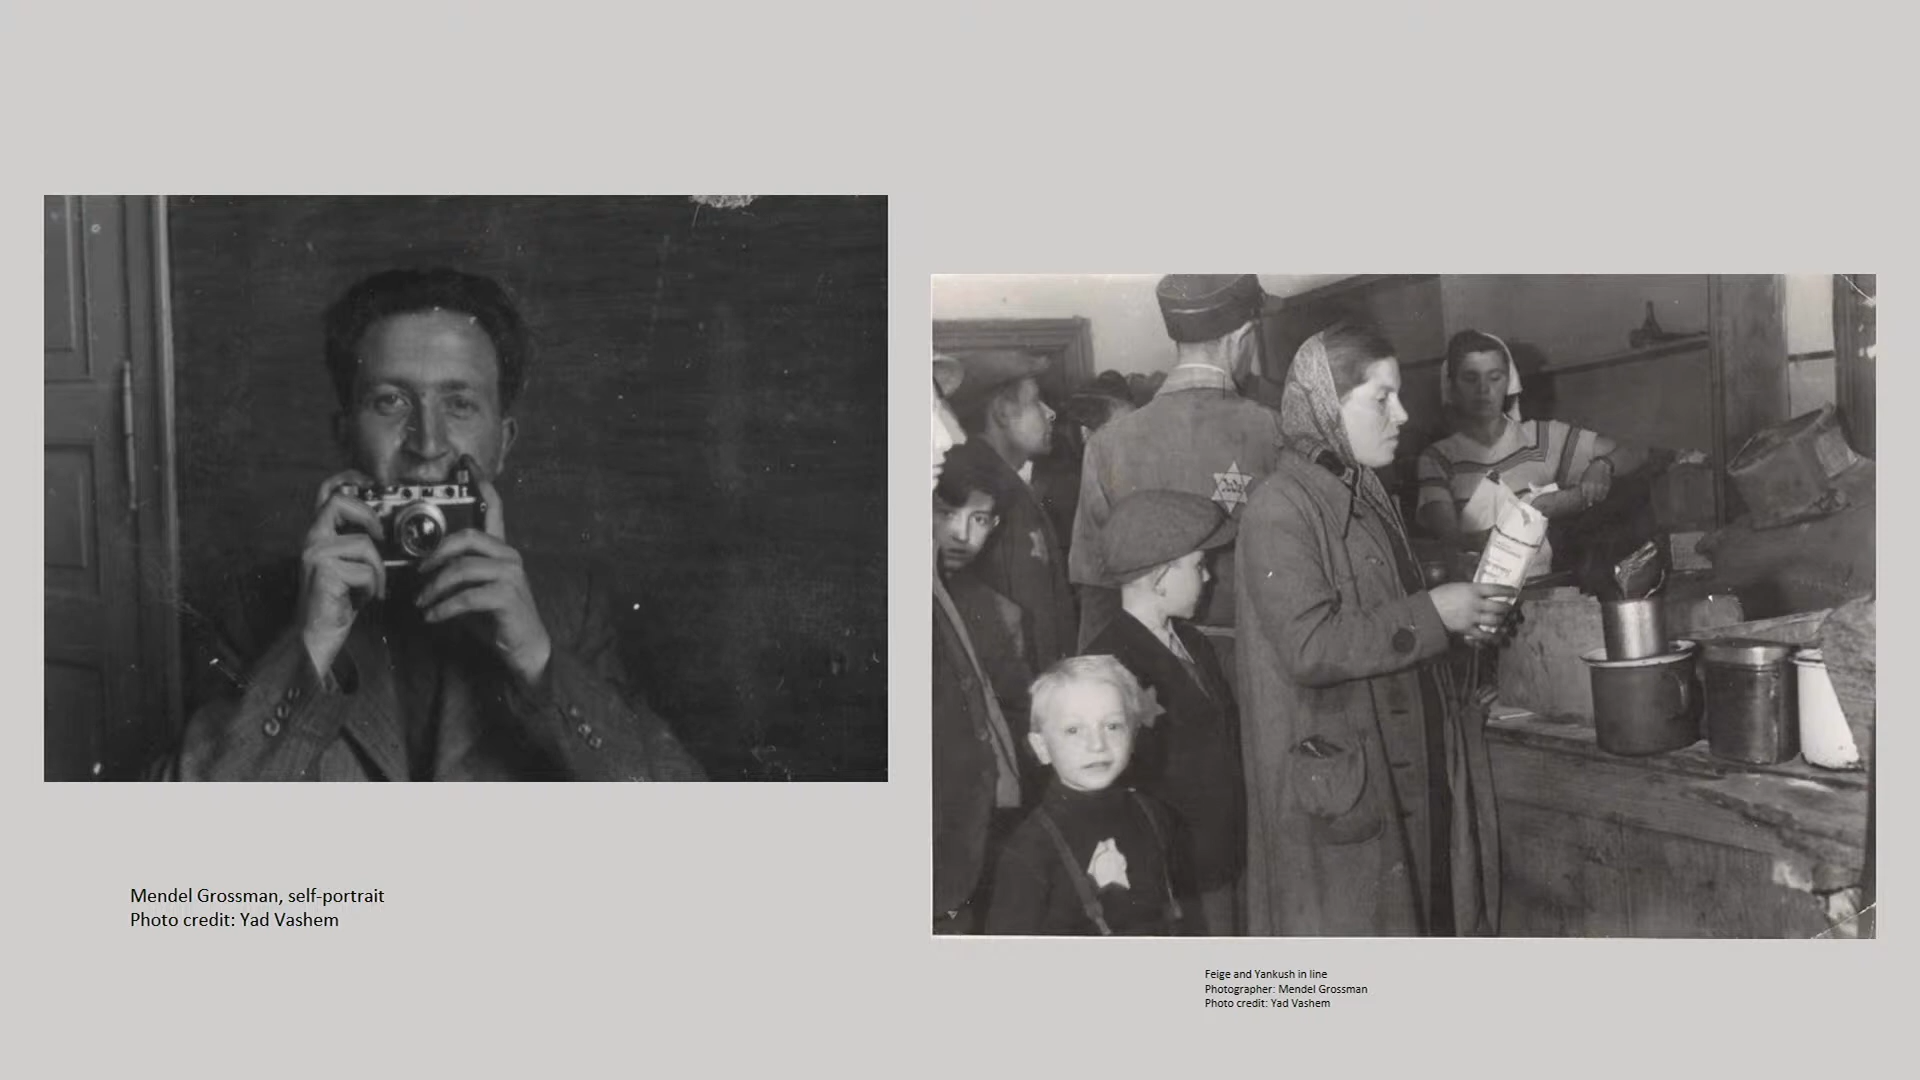 Mendel Grossman, self-portrait
Photo credit: Yad Vashem
Feige and Yankush in line
Photographer: Mendel Grossman
Photo credit: Yad Vashem